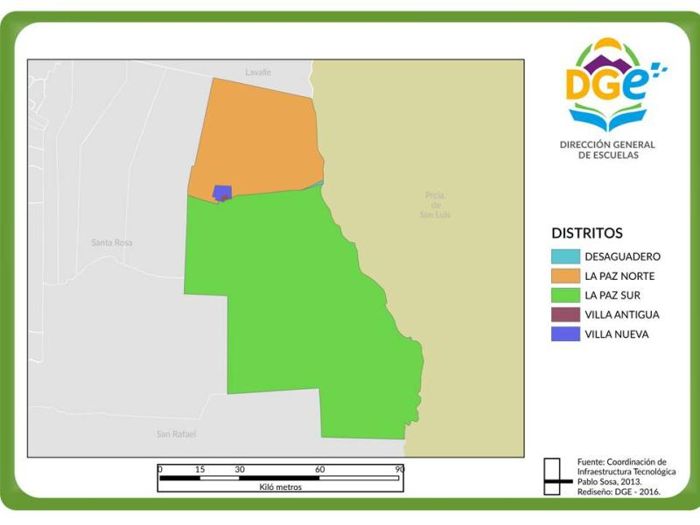 Lavalle
DGe
DIRECCIÓN GENERAL
DE ESCUELAS
Prcia.
de
San Luis
Santa Rosa
DISTRITOS
DESAGUADERO
LA PAZ NORTE
LA PAZ SUR
VILLA ANTIGUA
VILLA NUEVA
San Rafael
0 15 30 60 90
Kiló metros
Fuente: Coordinación de
Infraestructura Tecnológica
Pablo Sosa, 2013.
Rediseño: DGE - 2016.